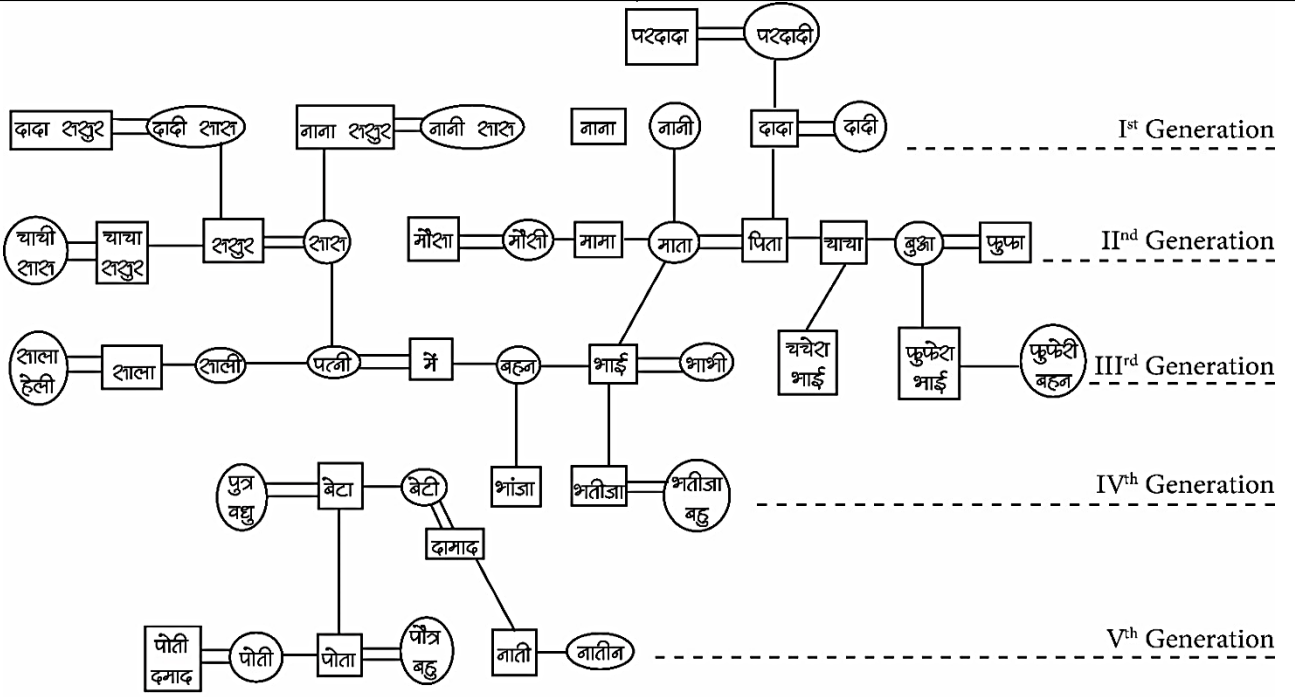 परदादा
परदादी
दादा ससुर
दादी सास
नाना ससुर
नानी सास
नाना
नानी
दादा
दादी
Ist Generation
चाची
सास
चाचा
ससुर
ससुर
सास
मौसा
मौसी
मामा
माता
पिता
चाचा
बुआ
फुफा
IInd Generation
साला
हेली
साला
साली
पत्नी
में
बहन
भाई
भाभी
चचेरा
भाई
फुफेरा
भाई
फुफेरी
बहन
IIIrd Generation
पुत्र
वधु
बेटा
बेटी
दामाद
भांजा
भतीजा
भतीजा
बहु
IVth Generation
पोती
दमाद
पोती
पोता
पौत्र
बहु
नाती
नातीन
Vth Generation